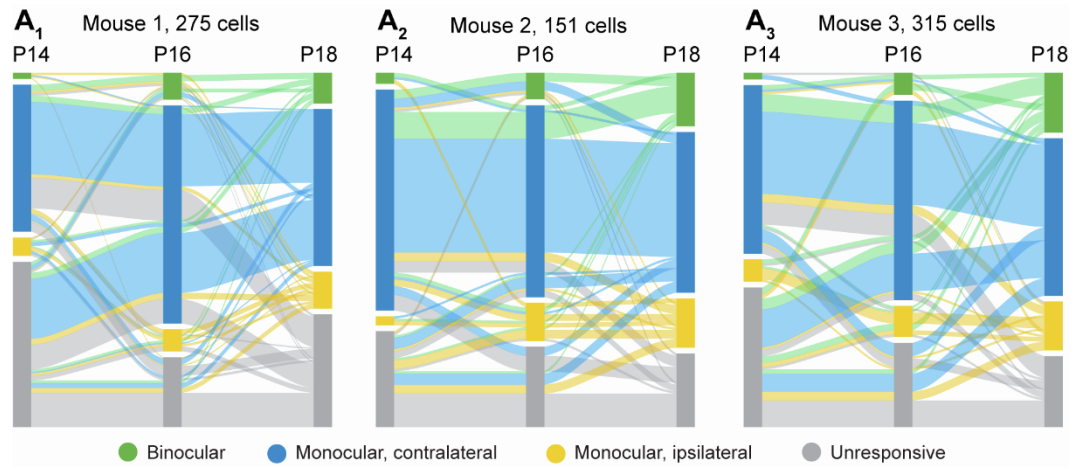 A1 Mouse 1, 275 cells
P14 P16 P18
A2 Mouse 2, 151 cells
P14 P16 P18
A3 Mouse 3, 315 cells
P14 P16 P18
Binocular Monocular, contralateral Monocular, ipsilateral Unresponsive